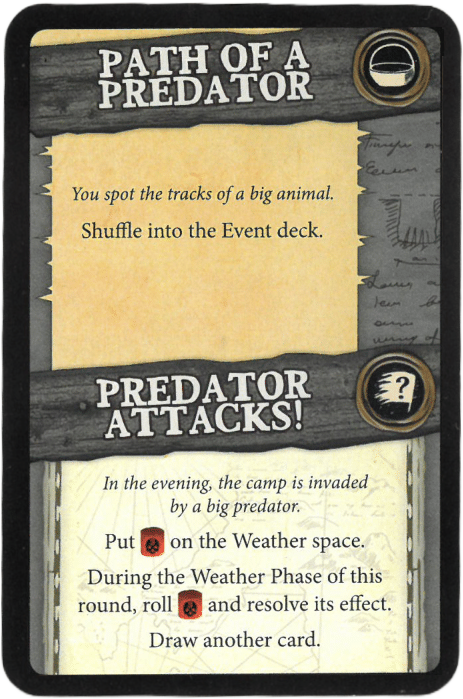 PATH OF A
PREDATOR
You spot the tracks of a big animal.
Shuffle into the Event deck.
PREDATOR
ATTACKS!
?
In the evening, the camp is invaded
by a big predator.
Put on the Weather space.
During the Weather Phase of this
round, roll and resolve its effect.
Draw another card.